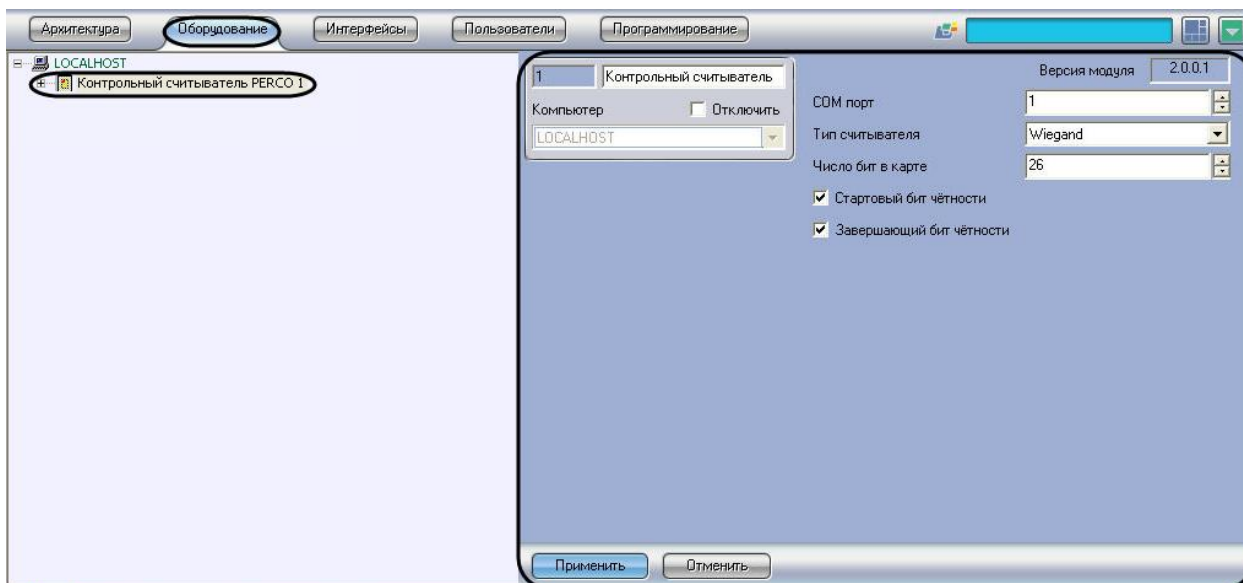 Архитектура Оборудование Интерфейсы Пользователи Программирование
LOCALHOST
Контрольный считыватель PERCO 1
1 Контрольный считыватель
Компьютер Отключить
LOCALHOST
Версия модуля 2.0.0.1
COM порт 1
Тип считывателя Wiegand
Число бит в карте 26
Стартовый бит чётности
Завершающий бит чётности
Применить Отменить